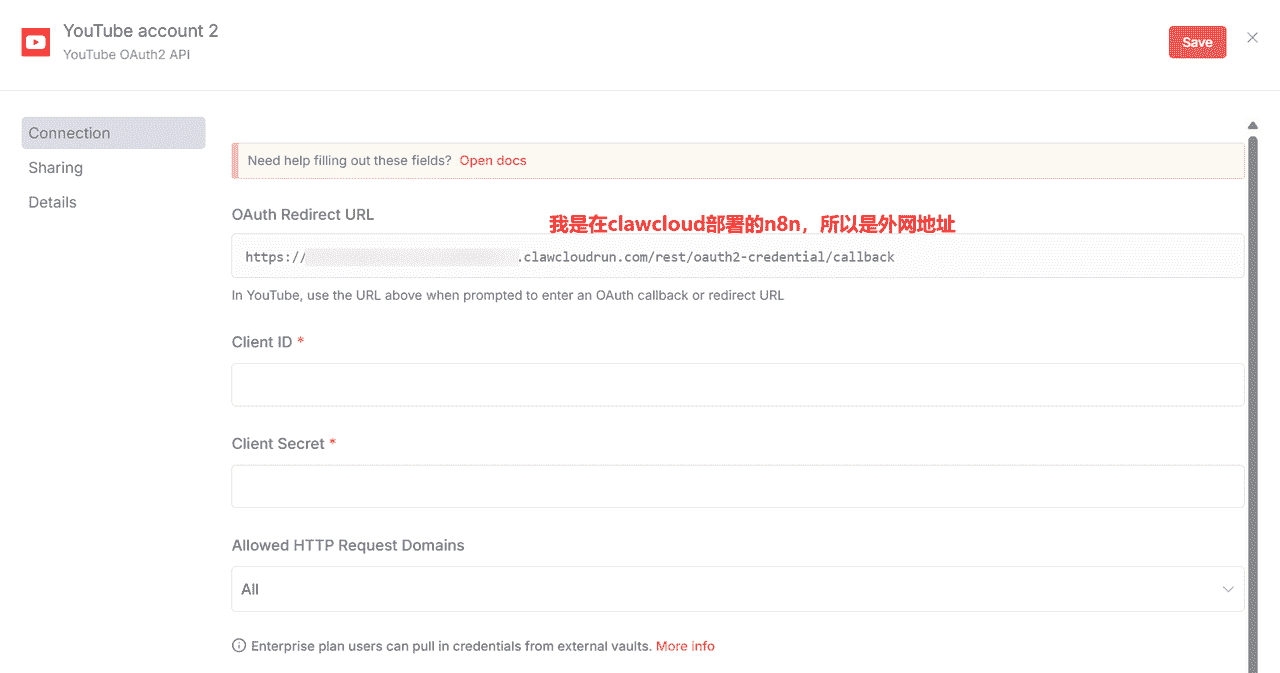 YouTube account 2
YouTube OAuth2 API
Save
Connection
Sharing
Details
Need help filling out these fields? Open docs
OAuth Redirect URL
我是在clawcloud部署的n8n，所以是外网地址
https://.clawcloudrun.com/rest/oauth2-credential/callback
In YouTube, use the URL above when prompted to enter an OAuth callback or redirect URL
Client ID *
Client Secret *
Allowed HTTP Request Domains
All
Enterprise plan users can pull in credentials from external vaults. More info